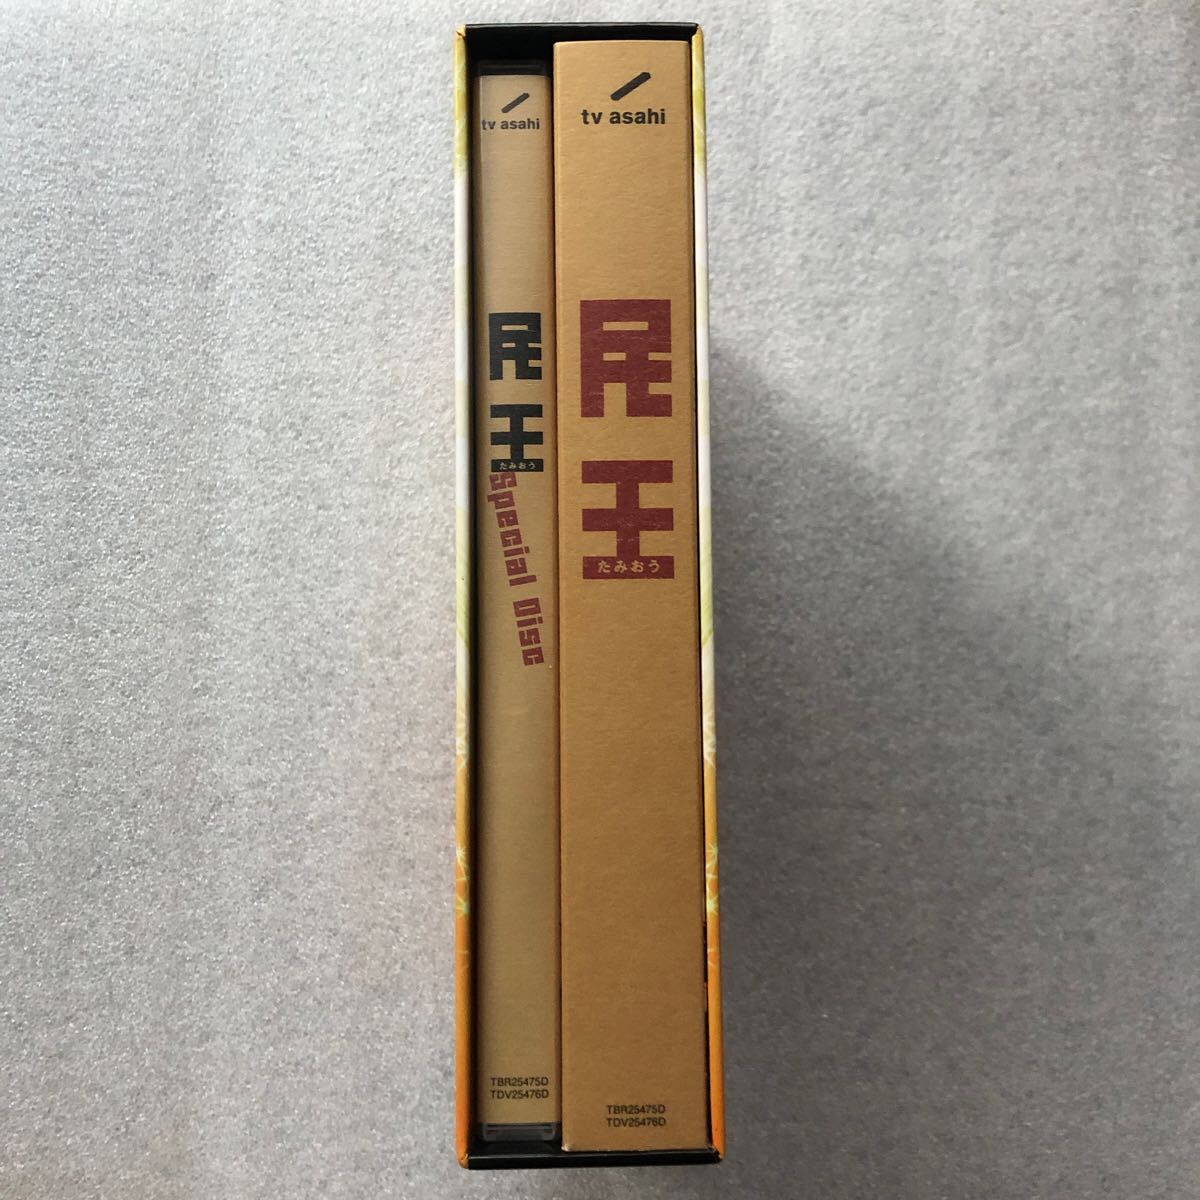 tv asahi
民王
たみおう
Special Disc
TBR25475D
TDV25476D
tv asahi
民王
たみおう
TBR25475D
TDV25476D